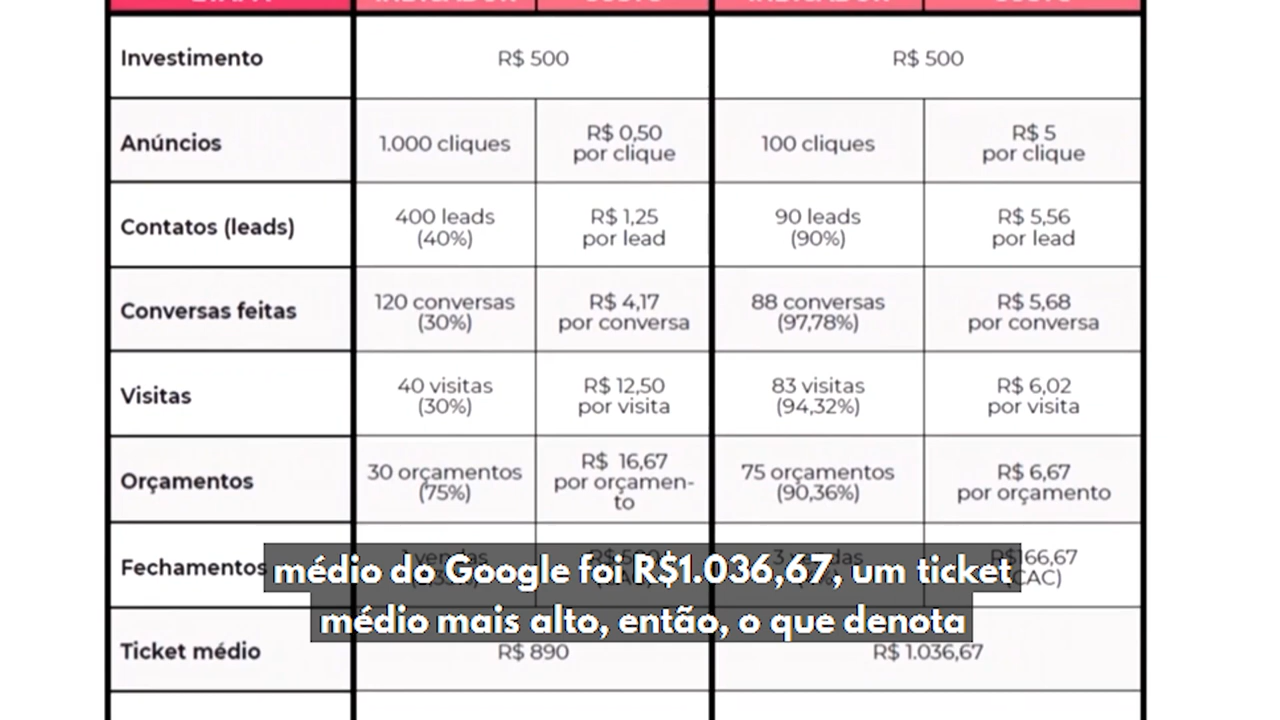 Investimento
R$ 500
R$ 500
Anúncios
1.000 cliques
R$ 0,50
por clique
100 cliques
R$ 5
por clique
Contatos (leads)
400 leads
(40%)
R$ 1,25
por lead
90 leads
(90%)
R$ 5,56
por lead
Conversas feitas
120 conversas
(30%)
R$ 4,17
por conversa
88 conversas
(97,78%)
R$ 5,68
por conversa
Visitas
40 visitas
(30%)
R$ 12,50
por visita
83 visitas
(94,32%)
R$ 6,02
por visita
Orçamentos
30 orçamentos
(75%)
R$ 16,67
por orçamen-
to
75 orçamentos
(90,36%)
R$ 6,67
por orçamento
Fechamentos
3 vendas
R$166,67
(CAC)
médio do Google foi R$1.036,67, um ticket
médio mais alto, então, o que denota
Ticket médio
R$ 890
R$ 1.036,67